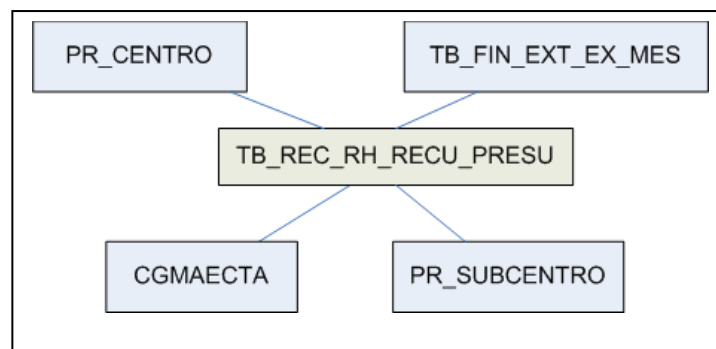 PR_CENTRO
TB_FIN_EXT_EX_MES
TB_REC_RH_RECU_PRESU
CGMAECTA
PR_SUBCENTRO